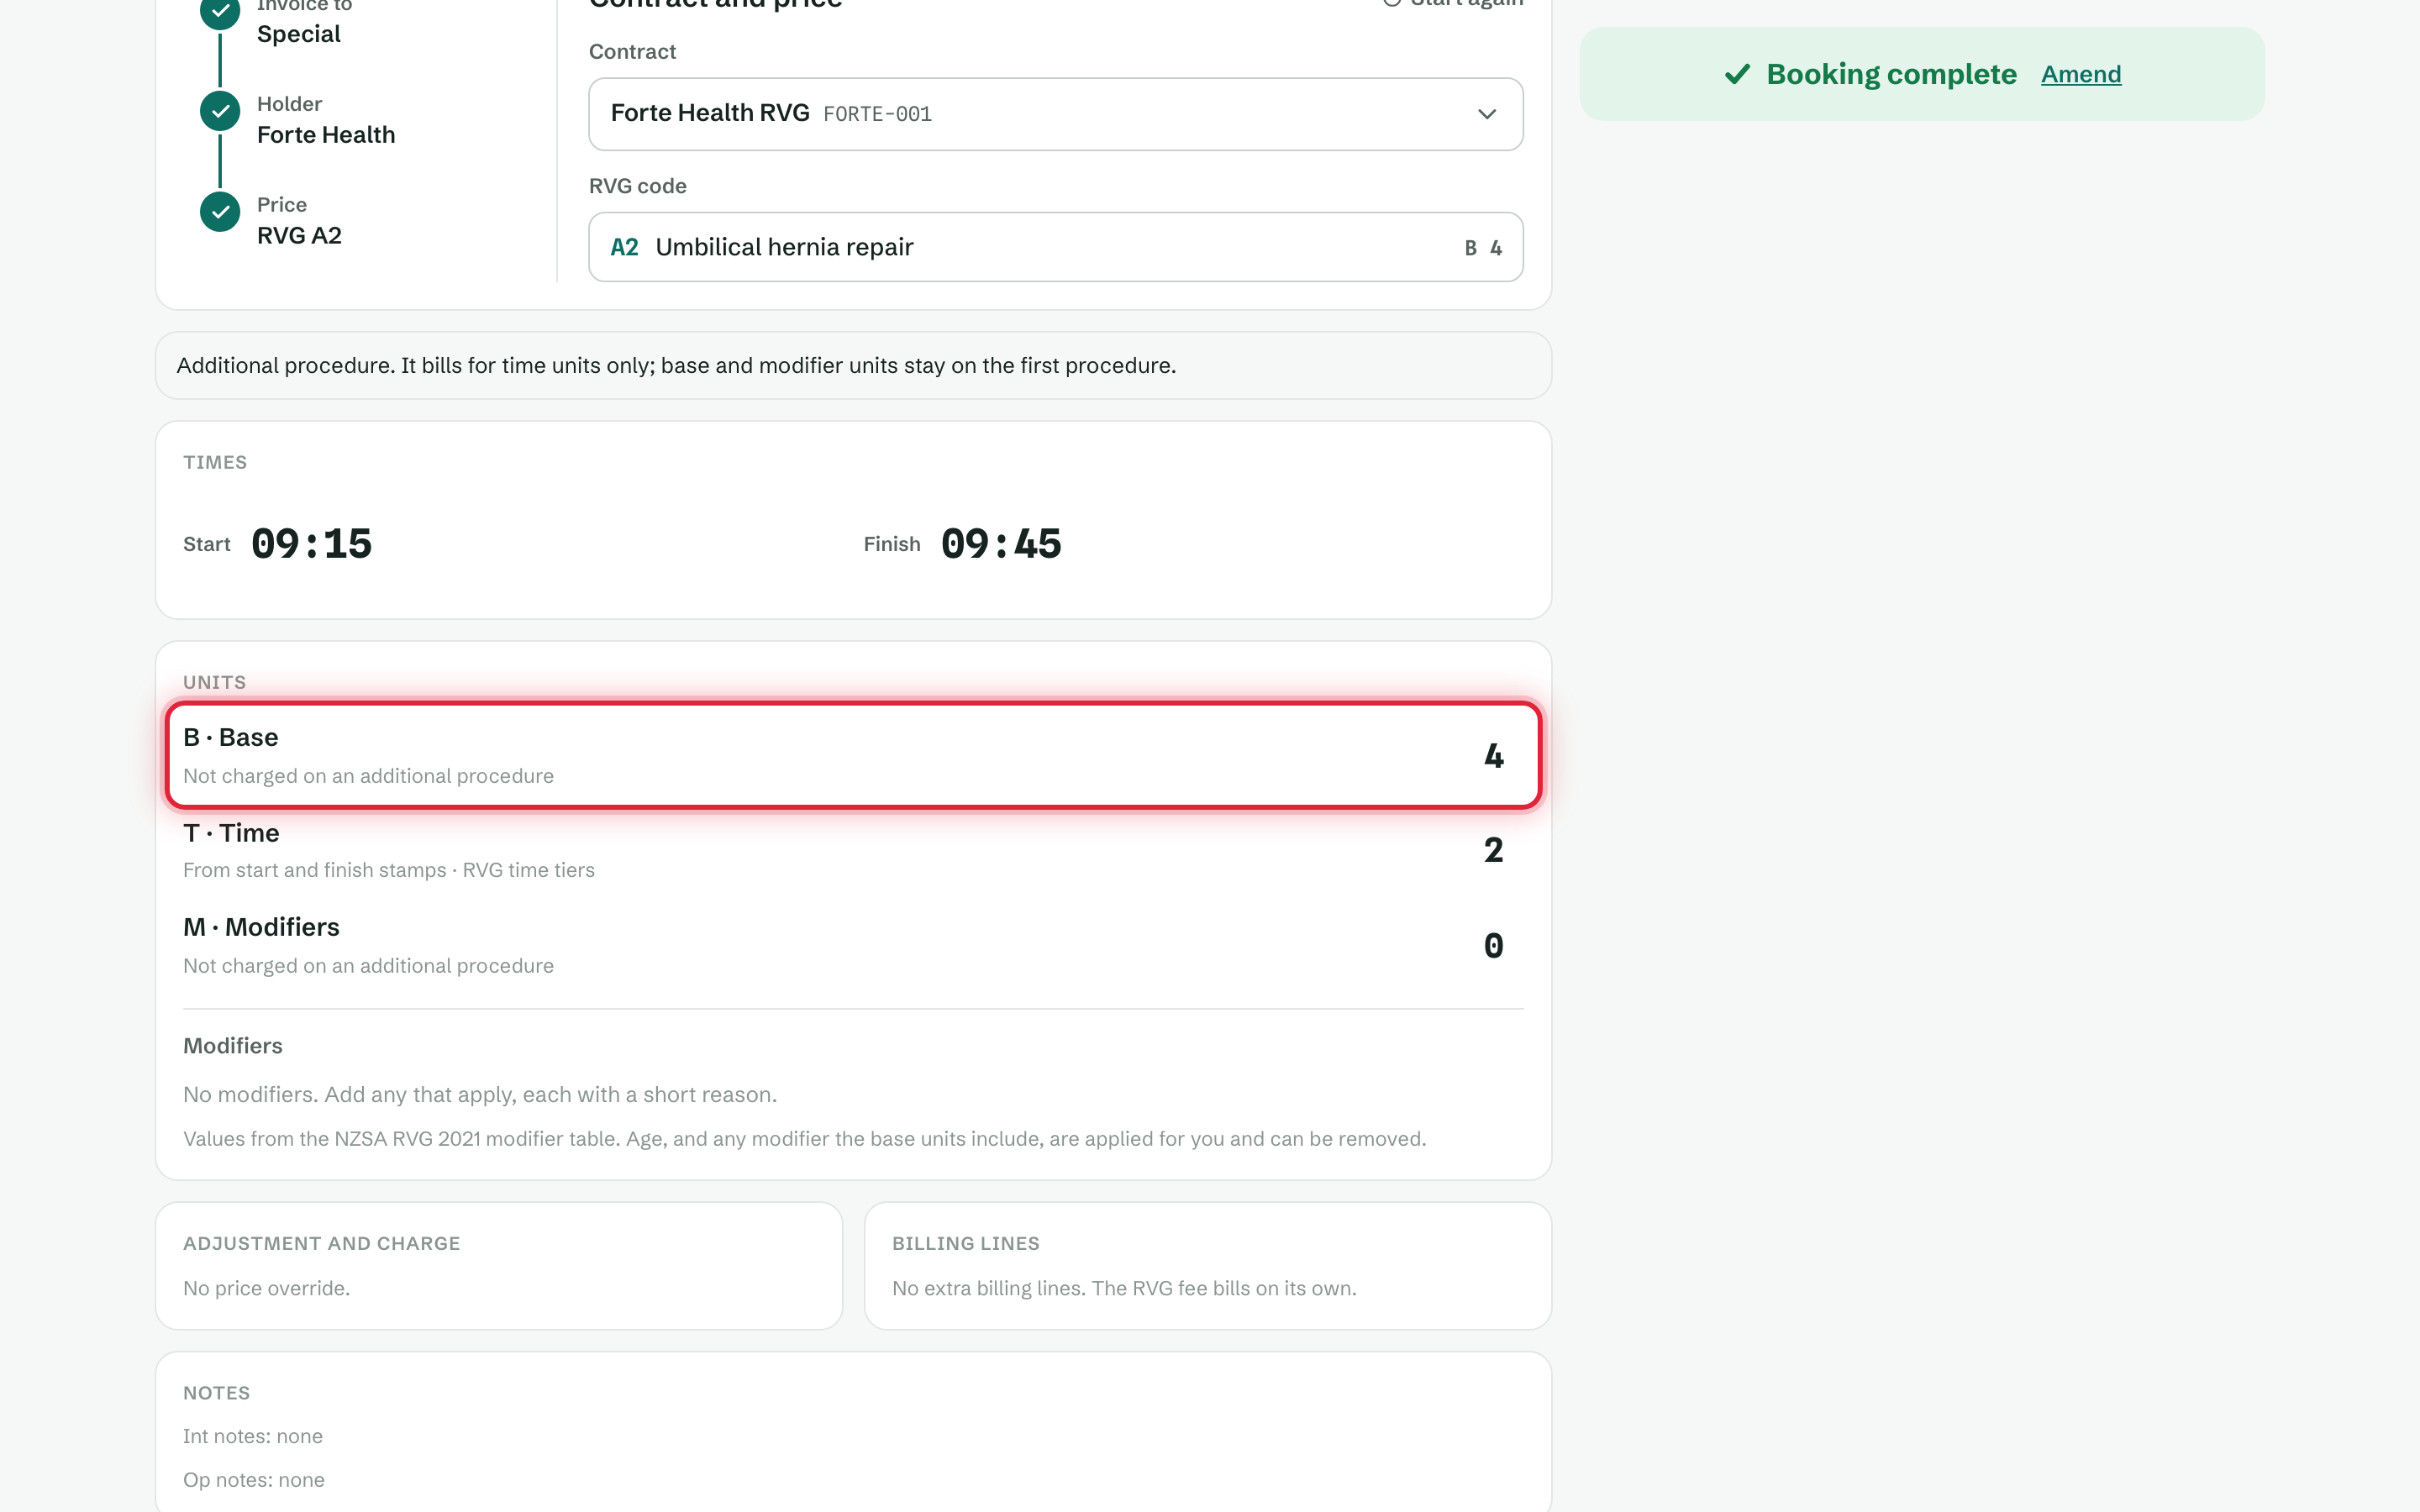 Invoice to
Special
Holder
Forte Health
Price
RVG A2
Contract and price
Start again
Contract
Forte Health RVG FORTE-001
RVG code
A2 Umbilical hernia repair B 4
Booking complete Amend
Additional procedure. It bills for time units only; base and modifier units stay on the first procedure.
TIMES
Start 09:15 Finish 09:45
UNITS
B · Base 4
Not charged on an additional procedure
T · Time 2
From start and finish stamps · RVG time tiers
M · Modifiers 0
Not charged on an additional procedure
Modifiers
No modifiers. Add any that apply, each with a short reason.
Values from the NZSA RVG 2021 modifier table. Age, and any modifier the base units include, are applied for you and can be removed.
ADJUSTMENT AND CHARGE
No price override.
BILLING LINES
No extra billing lines. The RVG fee bills on its own.
NOTES
Int notes: none
Op notes: none